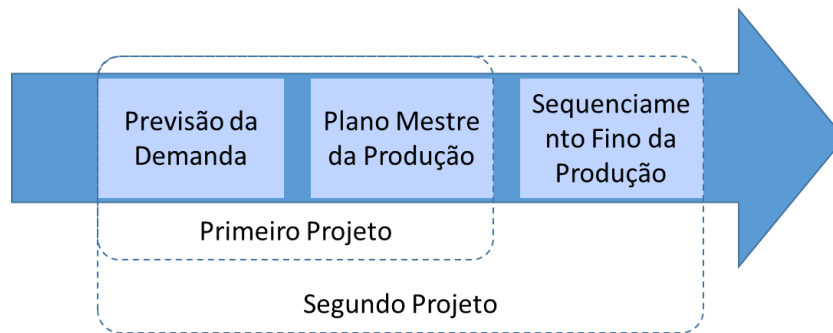 Previsão da
Demanda
Plano Mestre
da Produção
Sequenciame
nto Fino da
Produção
Primeiro Projeto
Segundo Projeto